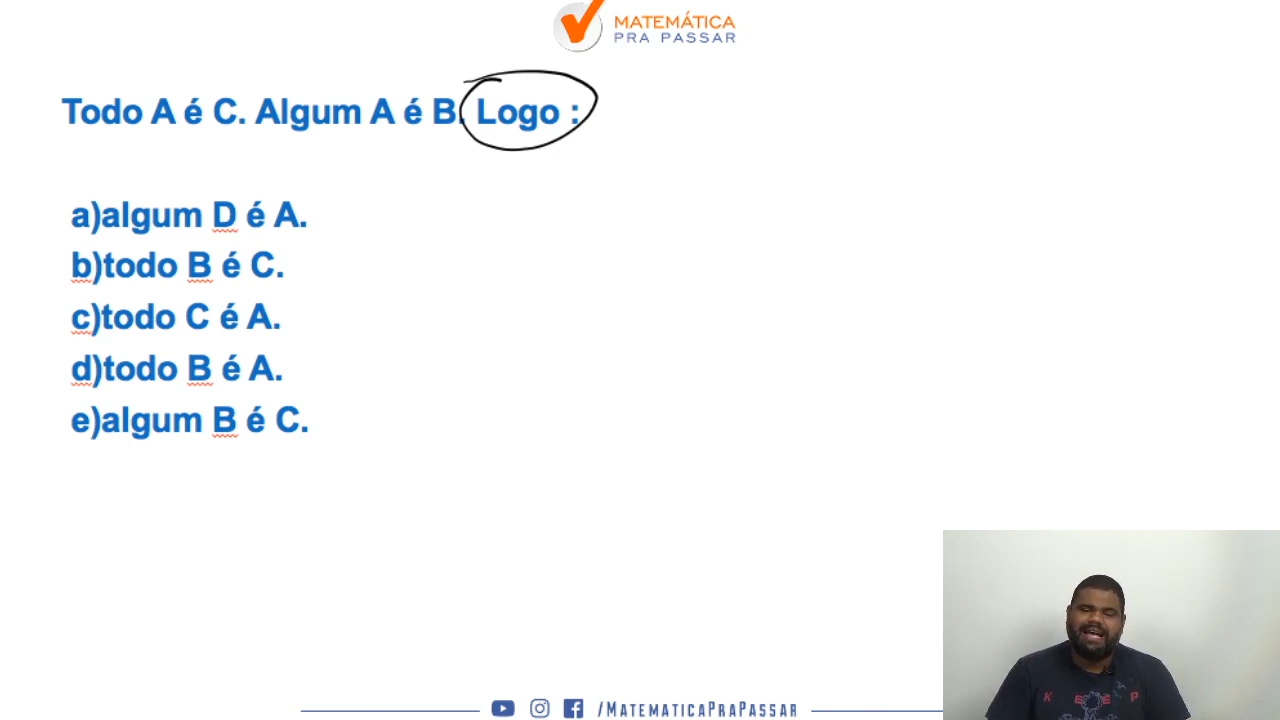 MATEMÁTICA
PRA PASSAR
Todo A é C. Algum A é B. Logo :
a)algum D é A.
b)todo B é C.
c)todo C é A.
d)todo B é A.
e)algum B é C.
K E E P
/MATEMATICAPRAPASSAR